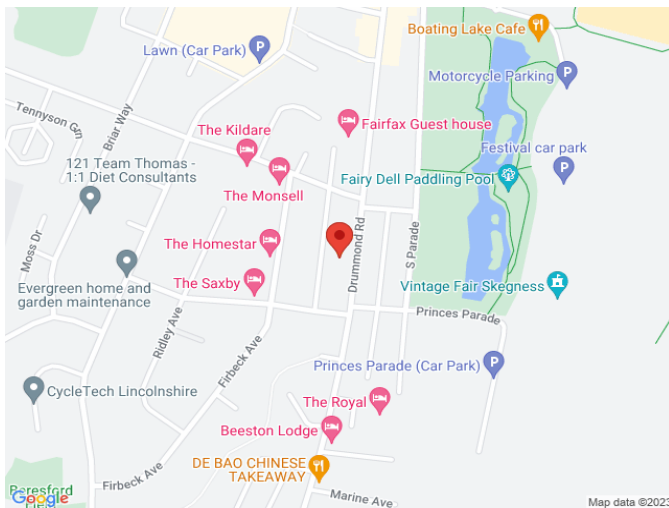 Boating Lake Cafe
Lawn (Car Park)
P
Motorcycle Parking
P
Tennyson Grn
Briar Way
The Kildare
Fairfax Guest house
121 Team Thomas -
1:1 Diet Consultants
The Monsell
Festival car park
P
Fairy Dell Paddling Pool
Moss Dr
The Homestar
Drummond Rd
S Parade
Evergreen home and
garden maintenance
The Saxby
Vintage Fair Skegness
Ridley Ave
Firbeck Ave
Princes Parade
Princes Parade (Car Park)
P
CycleTech Lincolnshire
The Royal
Beeston Lodge
DE BAO CHINESE
TAKEAWAY
Firbeck Ave
Marine Ave
Beresford
Google
Map data ©2023